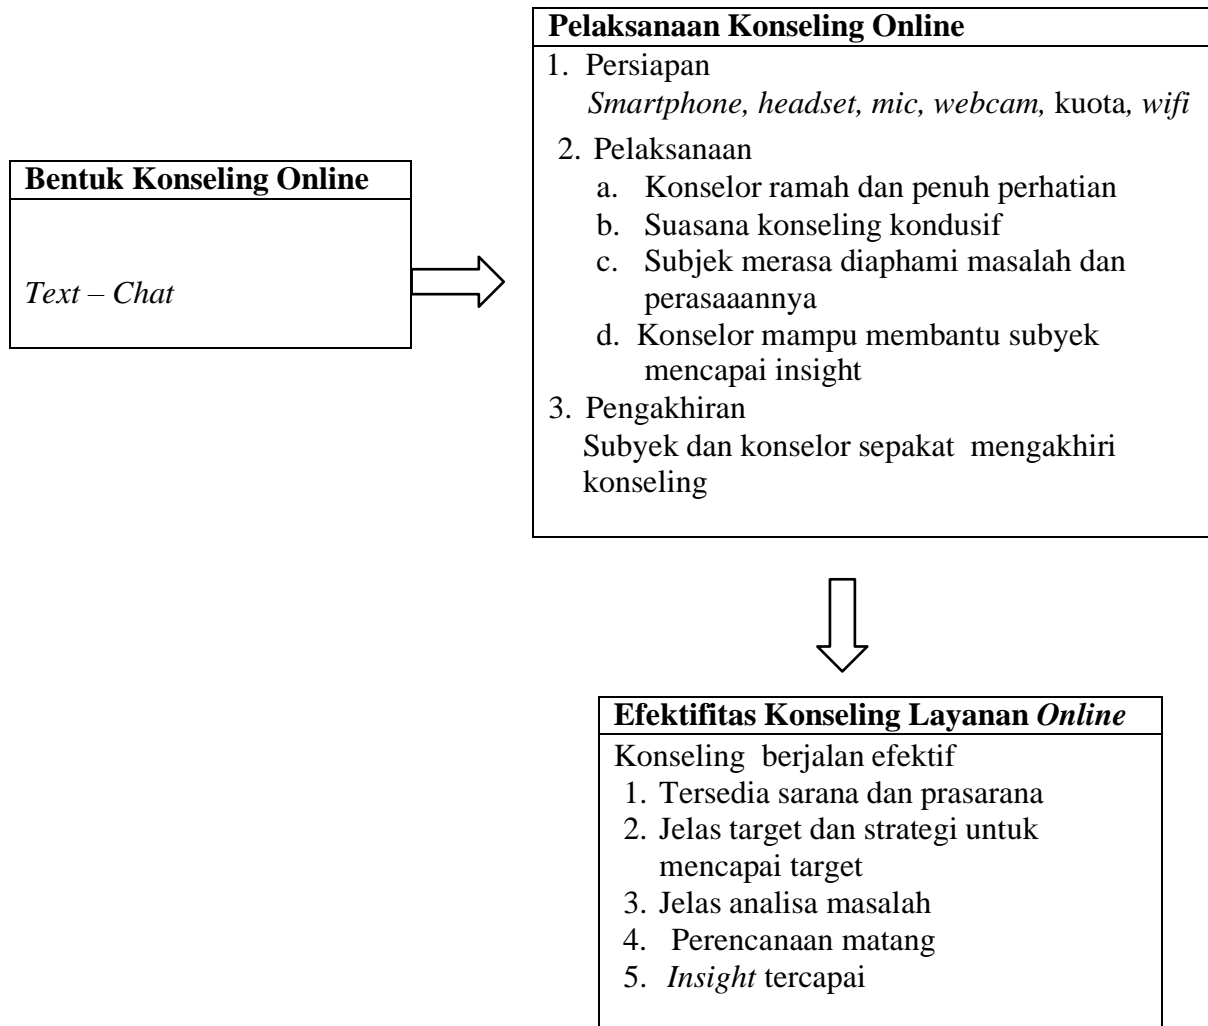 Bentuk Konseling Online
Text – Chat
Pelaksanaan Konseling Online
1. Persiapan
Smartphone, headset, mic, webcam, kuota, wifi
2. Pelaksanaan
a. Konselor ramah dan penuh perhatian
b. Suasana konseling kondusif
c. Subjek merasa diaphami masalah dan
perasaaannya
d. Konselor mampu membantu subyek
mencapai insight
3. Pengakhiran
Subyek dan konselor sepakat mengakhiri
konseling
Efektifitas Konseling Layanan Online
Konseling berjalan efektif
1. Tersedia sarana dan prasarana
2. Jelas target dan strategi untuk
mencapai target
3. Jelas analisa masalah
4. Perencanaan matang
5. Insight tercapai